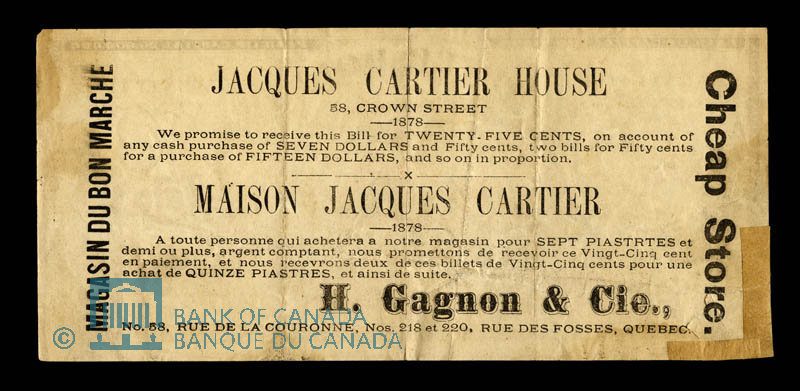 MAGASIN DU BON MARCHE
JACQUES CARTIER HOUSE
58, CROWN STREET
—1878—
We promise to receive this Bill for TWENTY-FIVE CENTS, on account of
any cash purchase of SEVEN DOLLARS and Fifty cents, two bills for Fifty cents
for a purchase of FIFTEEN DOLLARS, and so on in proportion.
x
MAISON JACQUES CARTIER
—1878—
A toute personne qui achetera a notre magasin pour SEPT PIASTRTES et
demi ou plus, argent comptant, nous promettons de recevoir ce Vingt-Cinq cent
en paiement, et nous recevrons deux de ces billets de Vingt-Cinq cents pour une
achat de QUINZE PIASTRES, et ainsi de suite.
H. Gagnon & Cie.,
No. 58, RUE DE LA COURONNE, Nos. 218 et 220, RUE DES FOSSES, QUEBEC.
Cheap Store.
© BANK OF CANADA
BANQUE DU CANADA